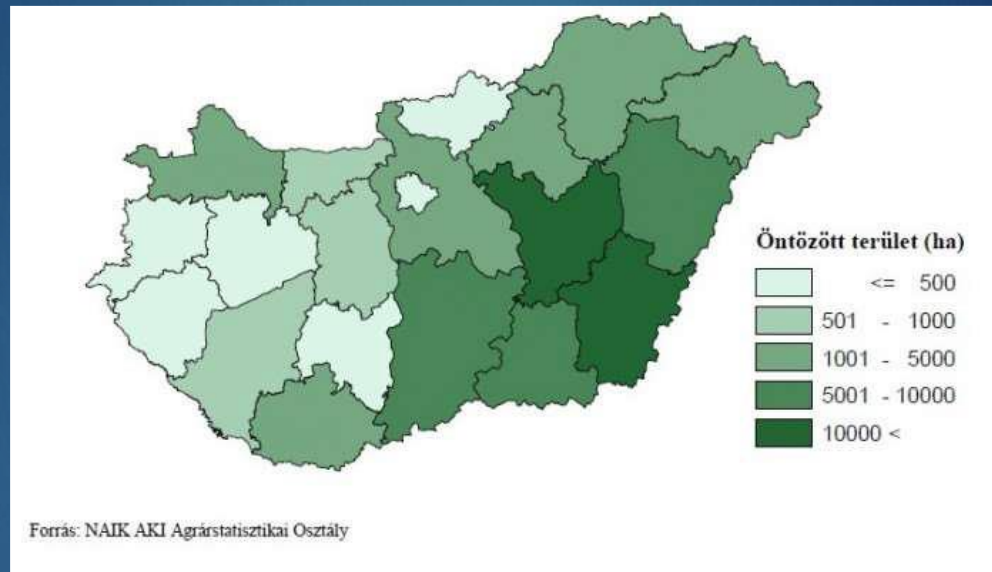 Öntözött terület (ha)
<= 500
501 - 1000
1001 - 5000
5001 - 10000
10000 <
Forrás: NAIK AKI Agrárstatisztikai Osztály